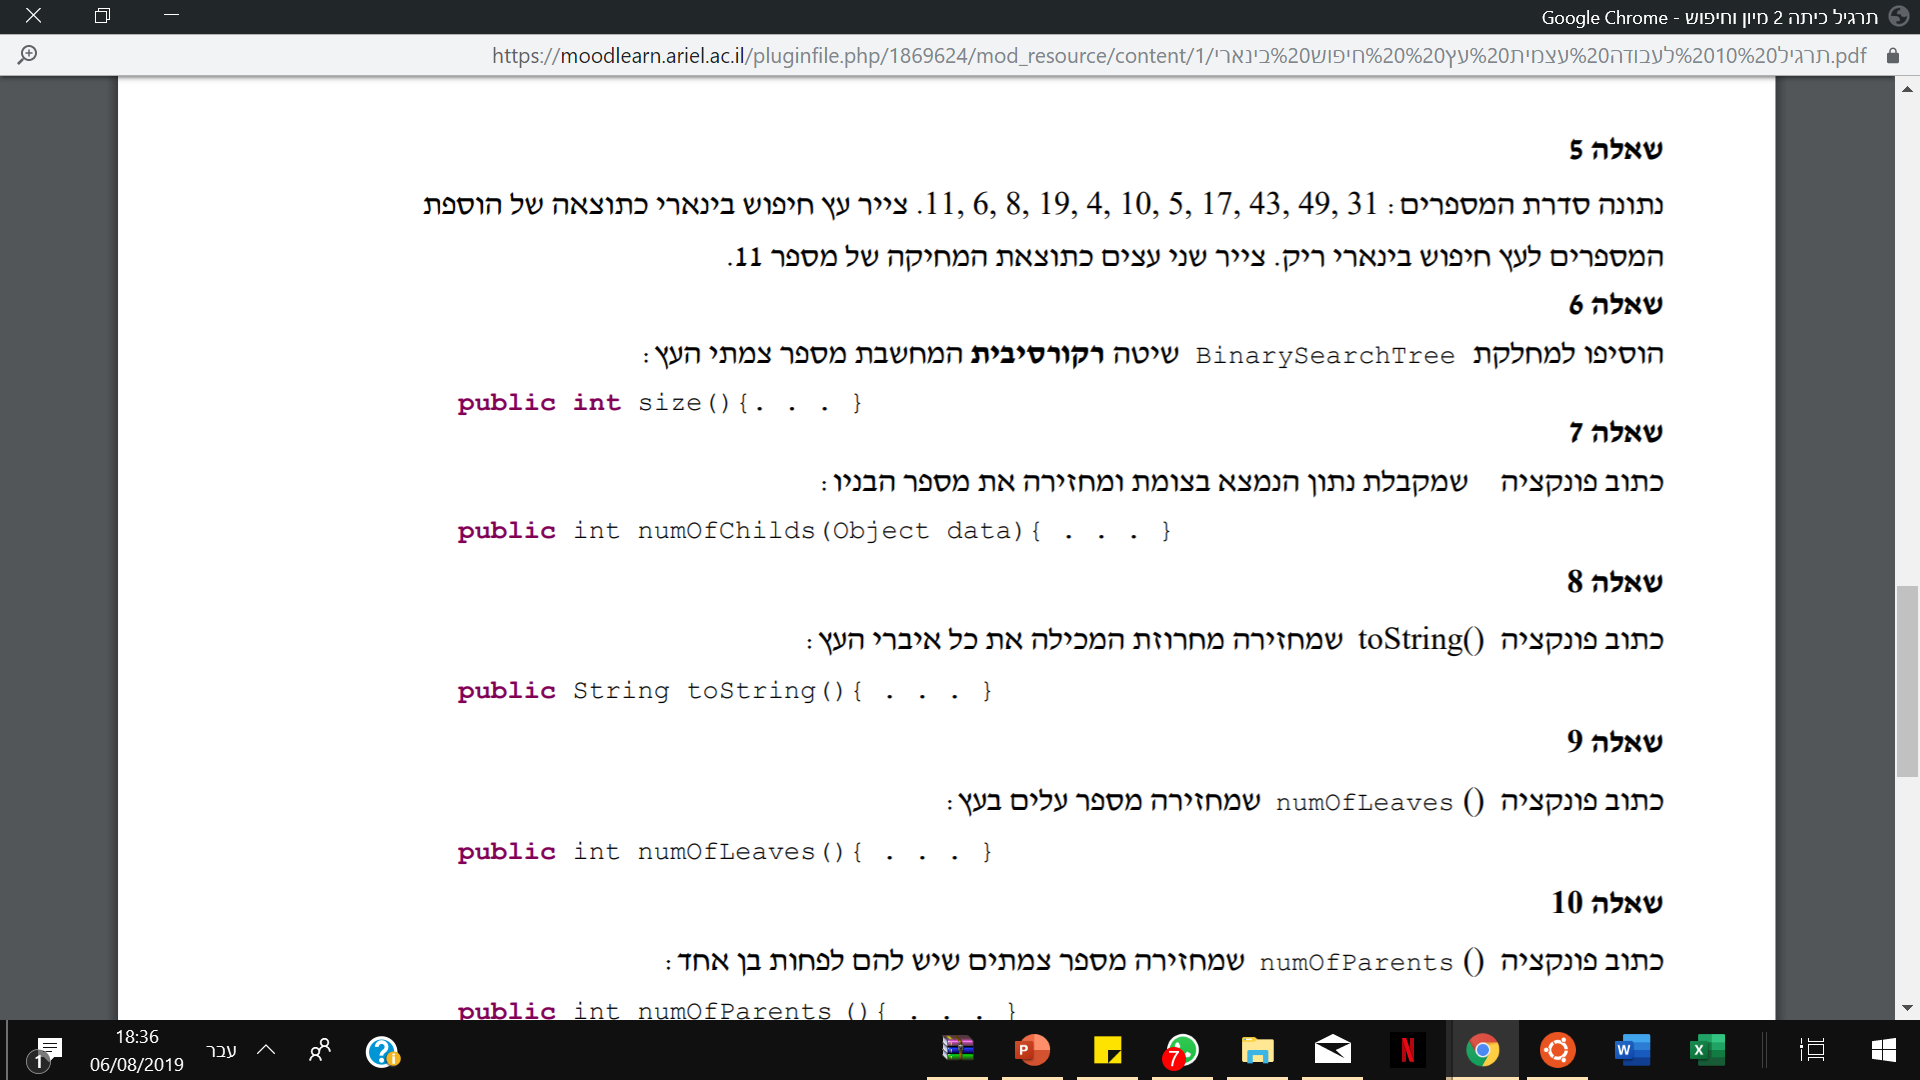 תרגיל כיתה 2 מיון וחיפוש - Google Chrome
https://moodlearn.ariel.ac.il/pluginfile.php/1869624/mod_resource/content/1/תרגיל%2010%20לעבודה%20עצמית%20עץ%20%20חיפוש%20בינארי.pdf
שאלה 5
נתונה סדרת המספרים: 11, 6, 8, 19, 4, 10, 5, 17, 43, 49, 31. צייר עץ חיפוש בינארי כתוצאה של הוספת
המספרים לעץ חיפוש בינארי ריק. צייר שני עצים כתוצאת המחיקה של מספר 11.
שאלה 6
הוסיפו למחלקת BinarySearchTree שיטה רקורסיבית המחשבת מספר צמתי העץ:
public int size(){. . . }
שאלה 7
כתוב פונקציה שמקבלת נתון הנמצא בצומת ומחזירה את מספר הבניו:
public int numOfChilds(Object data){ . . . }
שאלה 8
כתוב פונקציה toString() שמחזירה מחרוזת המכילה את כל איברי העץ:
public String toString(){ . . . }
שאלה 9
כתוב פונקציה numOfLeaves () שמחזירה מספר עלים בעץ:
public int numOfLeaves(){ . . . }
שאלה 10
כתוב פונקציה numOfParents () שמחזירה מספר צמתים שיש להם לפחות בן אחד:
public int numOfParents (){ . . . }
18:36
עבר
06/08/2019
1
7